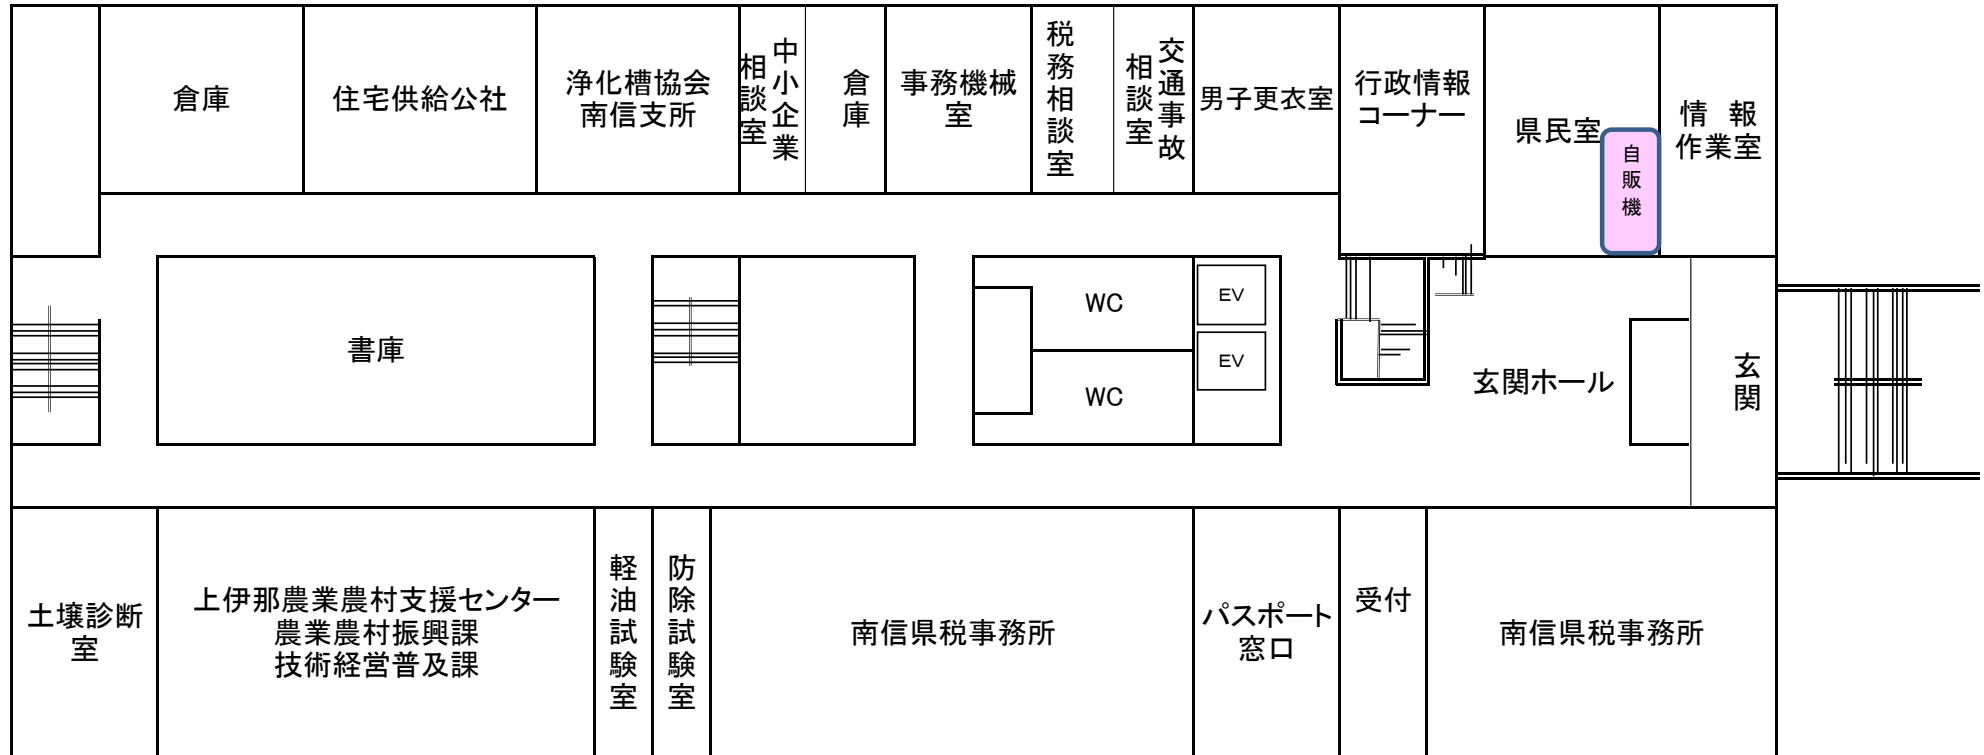 倉庫
住宅供給公社
浄化槽協会
南信支所
中小企業
相談室
倉庫
事務機械
室
税務相談室
交通事故
相談室
男子更衣室
行政情報
コーナー
県民室
自販機
情 報
作業室
書庫
WC
WC
EV
EV
玄関ホール
玄関
土壌診断
室
上伊那農業農村支援センター
農業農村振興課
技術経営普及課
軽油試験室
防除試験室
南信県税事務所
パスポート
窓口
受付
南信県税事務所